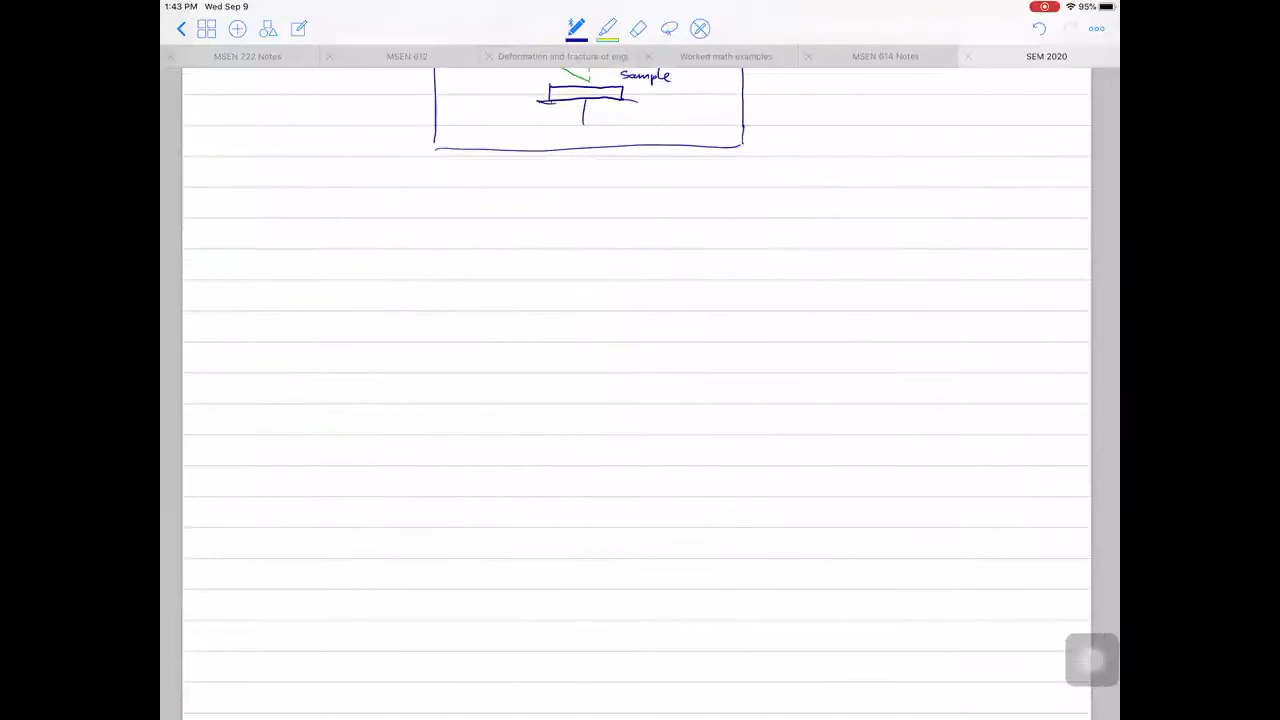 1:43 PM Wed Sep 9
95%
MSEN 222 Notes
MSEN 612
Deformation and fracture of engi
Worked math examples
MSEN 614 Notes
SEM 2020
Sample